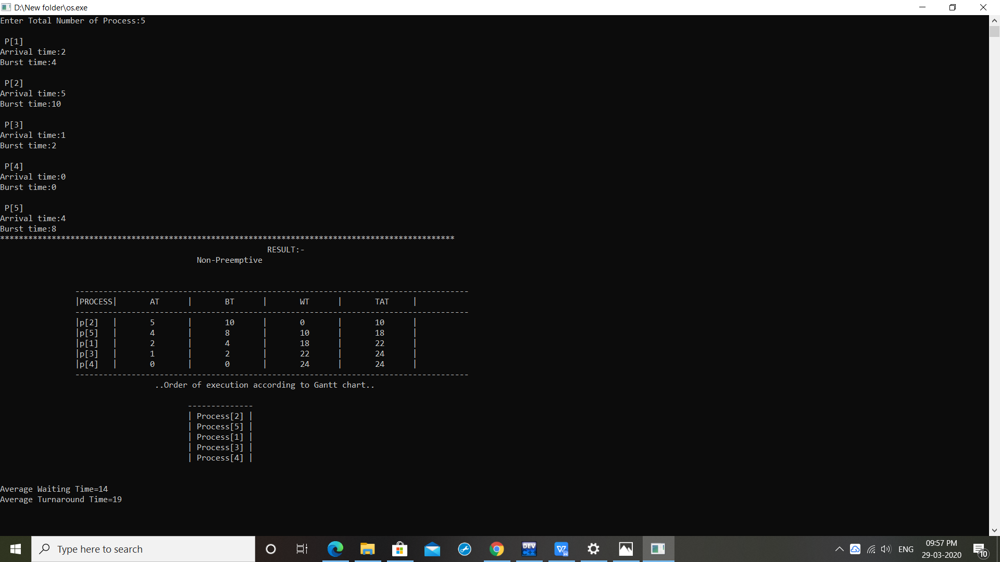 D:\New folder\os.exe
Enter Total Number of Process:5
P[1]
Arrival time:2
Burst time:4
P[2]
Arrival time:5
Burst time:10
P[3]
Arrival time:1
Burst time:2
P[4]
Arrival time:0
Burst time:0
P[5]
Arrival time:4
Burst time:8
*************************************************************************************************
RESULT:-
Non-Preemptive
------------------------------------------------------------------------------------
|PROCESS| AT | BT | WT | TAT |
------------------------------------------------------------------------------------
|p[2] | 5 | 10 | 0 | 10 |
|p[5] | 4 | 8 | 10 | 18 |
|p[1] | 2 | 4 | 18 | 22 |
|p[3] | 1 | 2 | 22 | 24 |
|p[4] | 0 | 0 | 24 | 24 |
------------------------------------------------------------------------------------
..Order of execution according to Gantt chart..
--------------
| Process[2] |
| Process[5] |
| Process[1] |
| Process[3] |
| Process[4] |
Average Waiting Time=14
Average Turnaround Time=19
Type here to search
DEV C++
W
ENG
09:57 PM
29-03-2020
10